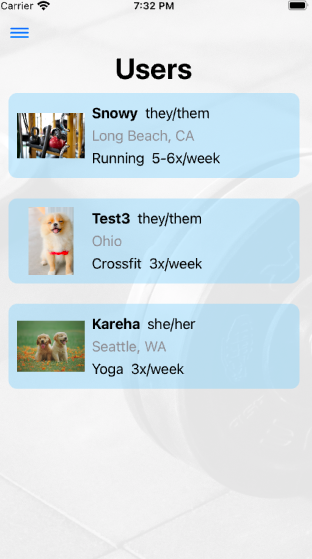 Carrier 7:32 PM
Users
Snowy they/them
Long Beach, CA
Running 5-6x/week
Test3 they/them
Ohio
Crossfit 3x/week
Kareha she/her
Seattle, WA
Yoga 3x/week